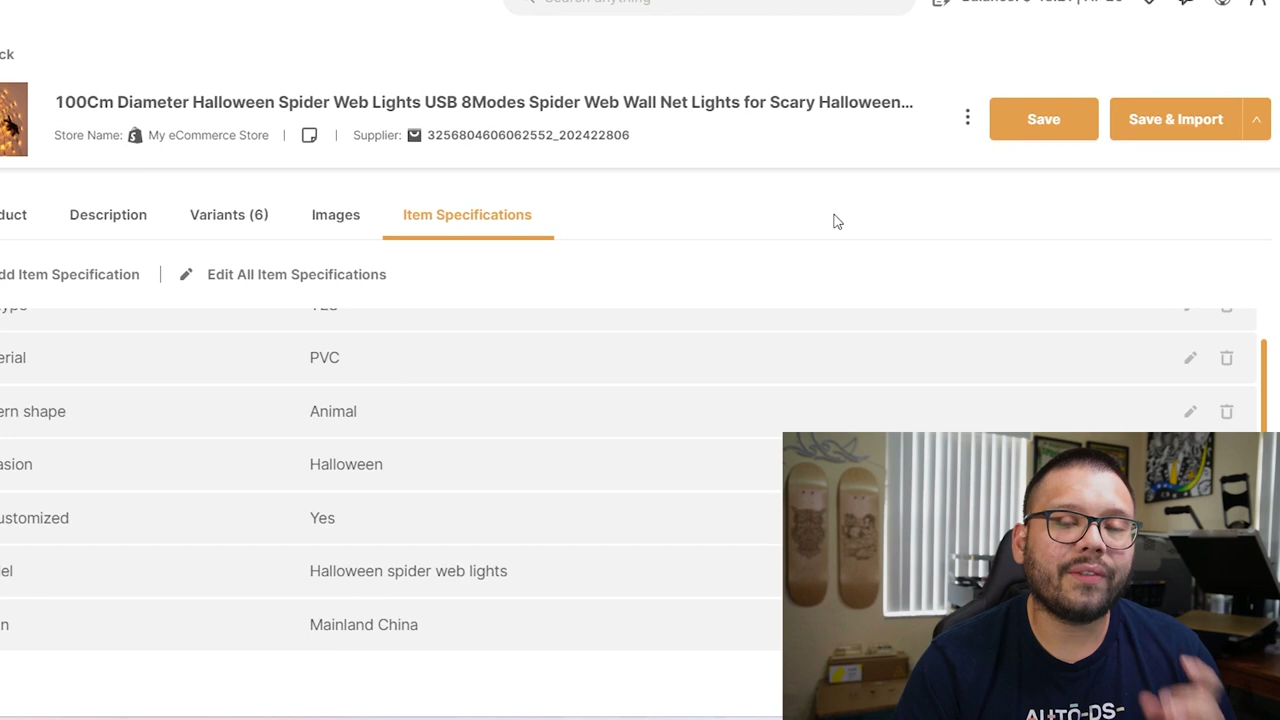 ck
100Cm Diameter Halloween Spider Web Lights USB 8Modes Spider Web Wall Net Lights for Scary Halloween...
Save
Save & Import
Store Name: My eCommerce Store | | Supplier: 3256804606062552_202422806
duct Description Variants (6) Images Item Specifications
dd Item Specification | Edit All Item Specifications
erial PVC
ern shape Animal
asion Halloween
ustomized Yes
el Halloween spider web lights
n Mainland China
AUTO-DS-